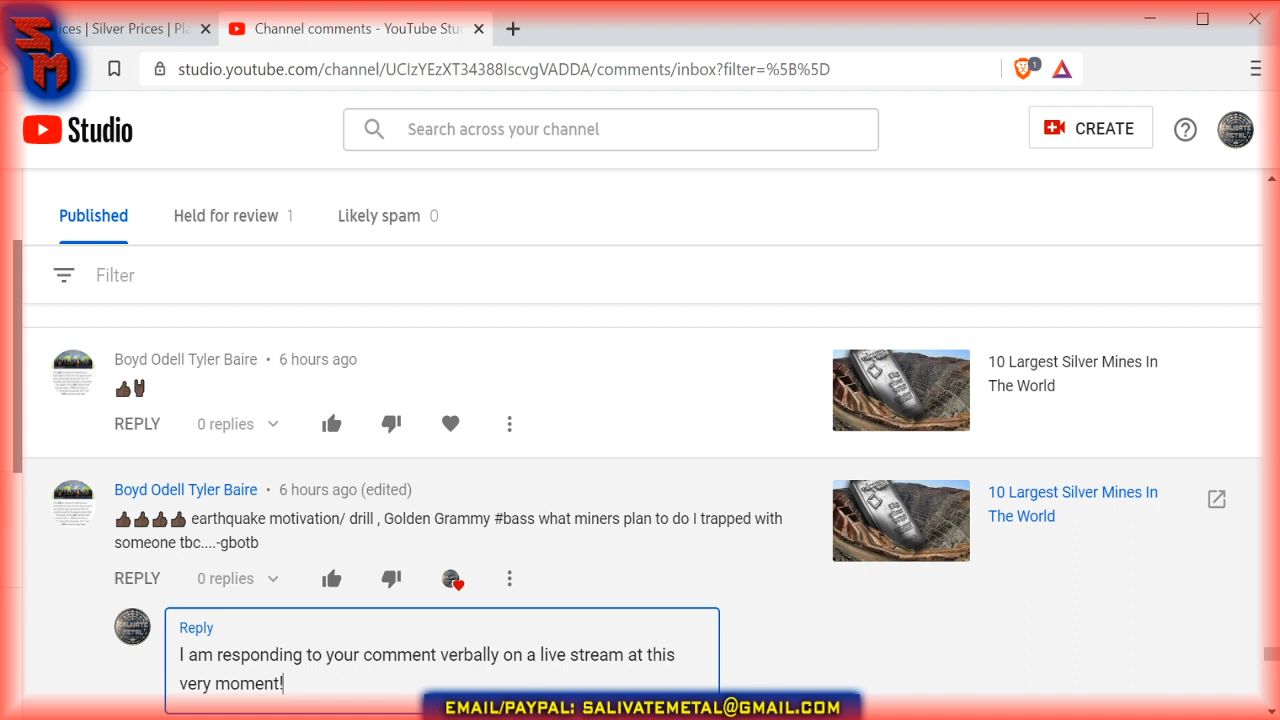 SM
rices | Silver Prices | Pla
Channel comments - YouTube Stu
studio.youtube.com/channel/UCIzYEzXT34388IscvgVADDA/comments/inbox?filter=%5B%5D
1
Studio
Search across your channel
CREATE
Published
Held for review 1
Likely spam 0
Filter
Boyd Odell Tyler Baire • 6 hours ago
👍🏿🤘🏿
REPLY 0 replies
10 Largest Silver Mines In
The World
Boyd Odell Tyler Baire • 6 hours ago (edited)
👍🏿👍🏿👍🏿👍🏿 earthquake motivation/ drill , Golden Grammy #bass what miners plan to do I trapped with
someone tbc....-gbotb
REPLY 0 replies
10 Largest Silver Mines In
The World
Reply
I am responding to your comment verbally on a live stream at this
very moment!
EMAIL/PAYPAL: SALIVATEMETAL@GMAIL.COM